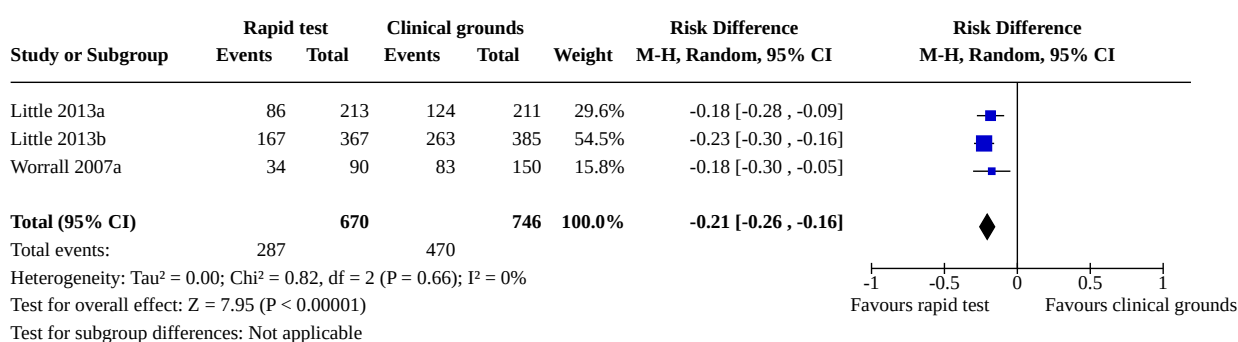 Rapid test Clinical grounds Risk Difference Risk Difference
Study or Subgroup Events Total Events Total Weight M-H, Random, 95% CI M-H, Random, 95% CI
Little 2013a 86 213 124 211 29.6% -0.18 [-0.28 , -0.09]
Little 2013b 167 367 263 385 54.5% -0.23 [-0.30 , -0.16]
Worrall 2007a 34 90 83 150 15.8% -0.18 [-0.30 , -0.05]
Total (95% CI) 670 746 100.0% -0.21 [-0.26 , -0.16]
Total events: 287 470
Heterogeneity: Tau² = 0.00; Chi² = 0.82, df = 2 (P = 0.66); I² = 0%
-1 -0.5 0 0.5 1
Test for overall effect: Z = 7.95 (P < 0.00001) Favours rapid test Favours clinical grounds
Test for subgroup differences: Not applicable